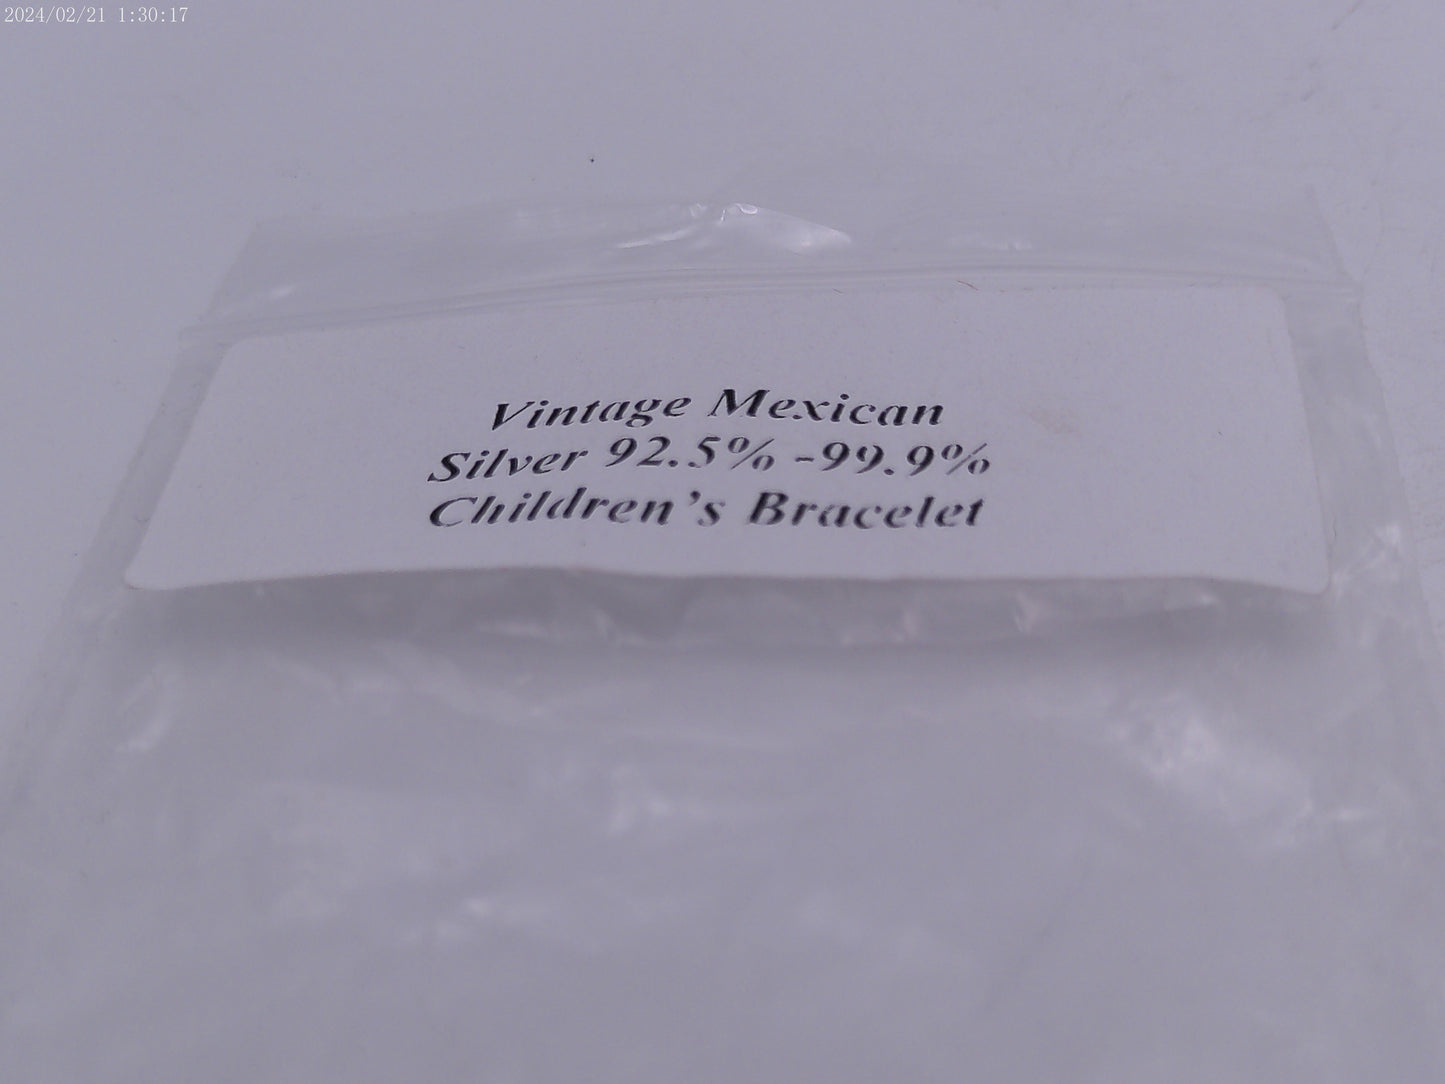 2024/02/21 1:30:17
Vintage Mexican
Silver 92.5% -99.9%
Children's Bracelet